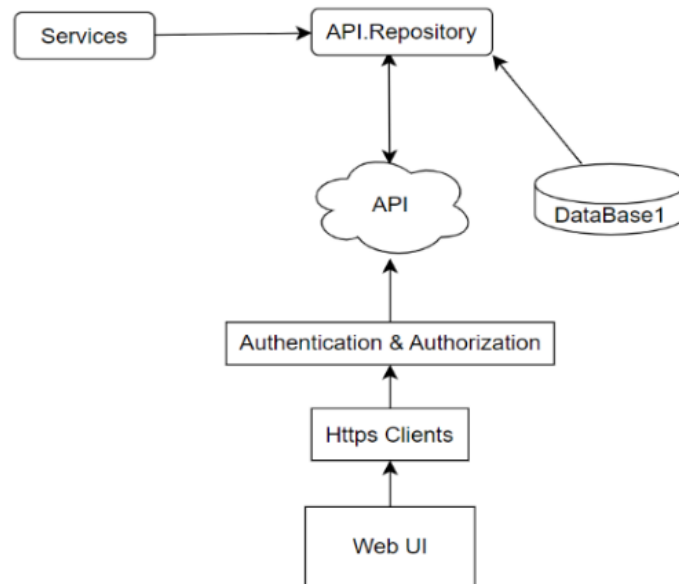 Services
API.Repository
API
DataBase1
Authentication & Authorization
Https Clients
Web UI